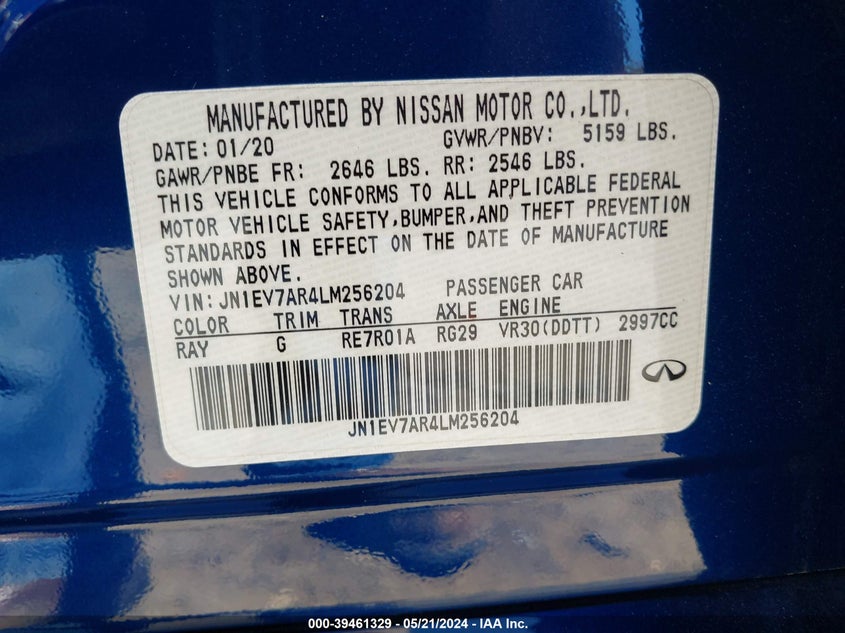 MANUFACTURED BY NISSAN MOTOR CO.,LTD.
DATE: 01/20 GVWR/PNBV: 5159 LBS.
GAWR/PNBE FR: 2646 LBS. RR: 2546 LBS.
THIS VEHICLE CONFORMS TO ALL APPLICABLE FEDERAL
MOTOR VEHICLE SAFETY,BUMPER,AND THEFT PREVENTION
STANDARDS IN EFFECT ON THE DATE OF MANUFACTURE
SHOWN ABOVE.
VIN: JN1EV7AR4LM256204 PASSENGER CAR
COLOR TRIM TRANS AXLE ENGINE
RAY G RE7R01A RG29 VR30(DDTT) 2997CC
JN1EV7AR4LM256204
000-39461329 - 05/21/2024 - IAA Inc.